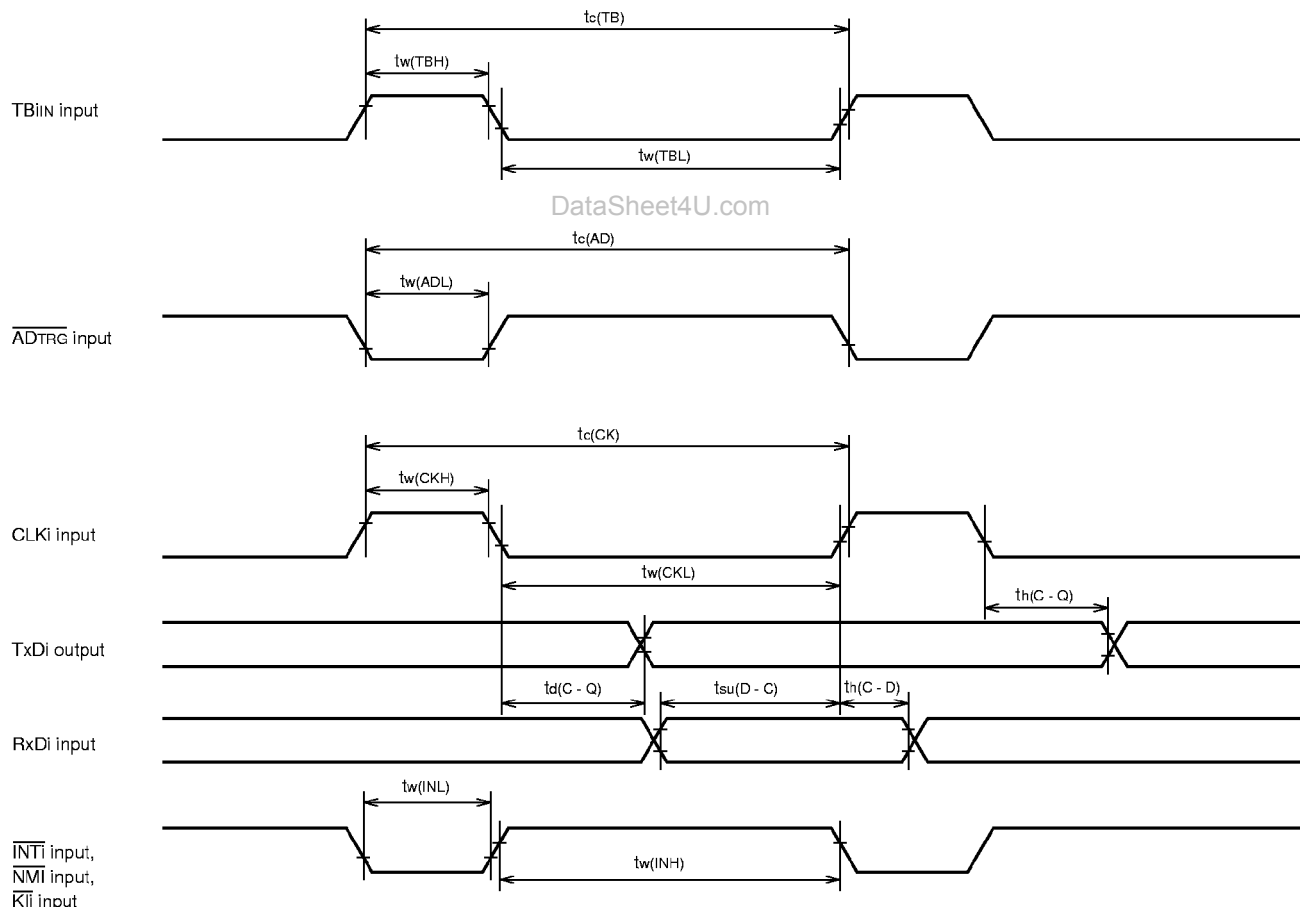 tc(TB)
tw(TBH)
TBiIN input
tw(TBL)
DataSheet4U.com
tc(AD)
tw(ADL)
ADTRG input
tc(CK)
tw(CKH)
CLKi input
tw(CKL)
th(C - Q)
TxDi output
td(C - Q)
tsu(D - C)
th(C - D)
RxDi input
tw(INL)
INTi input,
NMI input,
KIi input
tw(INH)